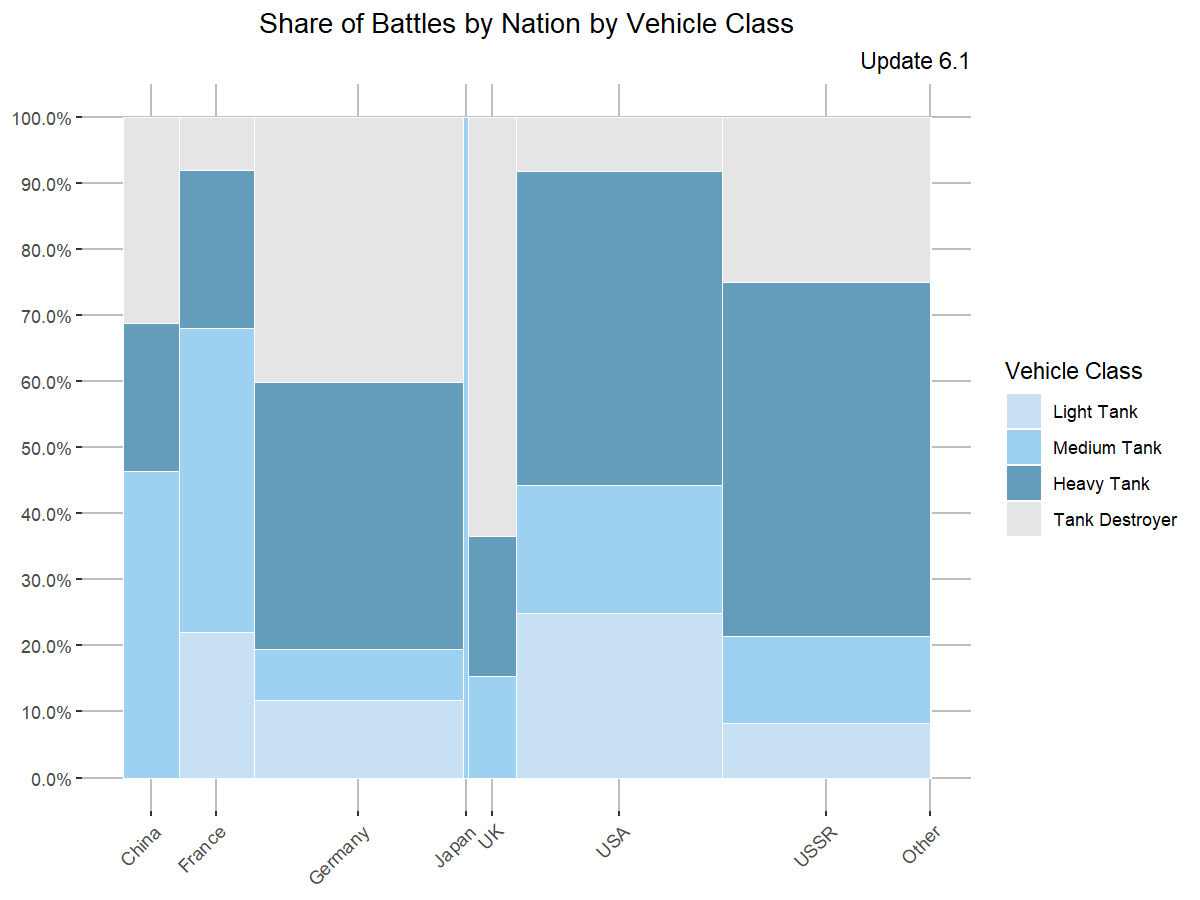 Share of Battles by Nation by Vehicle Class
Update 6.1
100.0%
90.0%
80.0%
70.0%
60.0%
50.0%
40.0%
30.0%
20.0%
10.0%
0.0%
China
France
Germany
Japan
UK
USA
USSR
Other
Vehicle Class
Light Tank
Medium Tank
Heavy Tank
Tank Destroyer